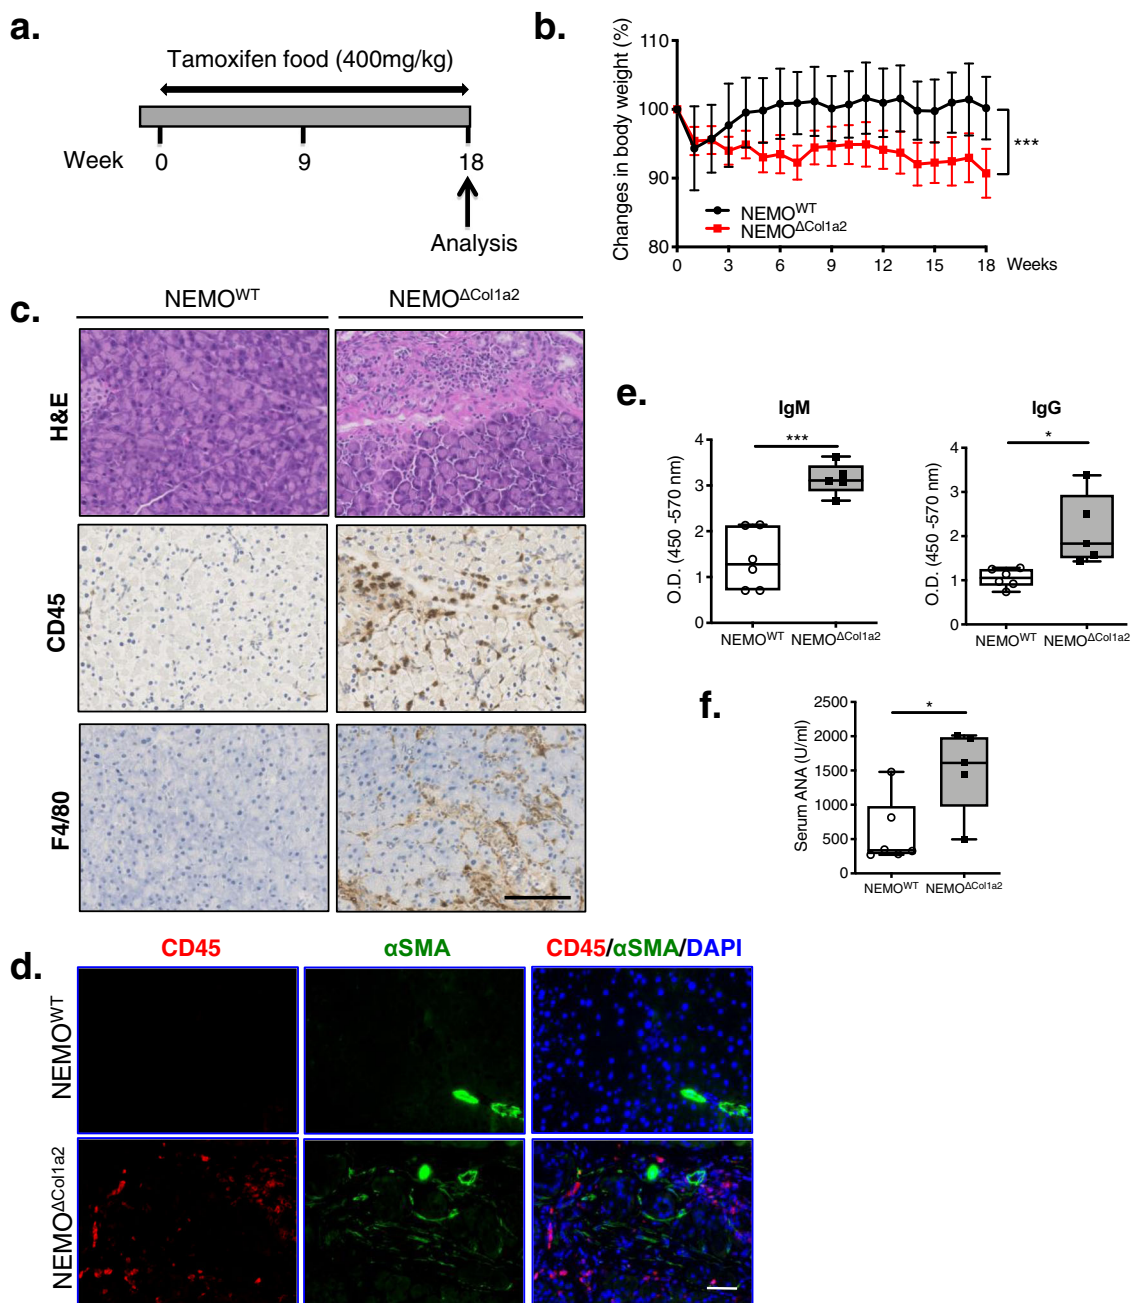 a.
Tamoxifen food (400mg/kg)
Week
0
9
18
Analysis
b.
Changes in body weight (%)
110
100
90
80
0
3
6
9
12
15
18
Weeks
NEMO^WT
NEMO^ΔCol1a2
***
c.
NEMO^WT
NEMO^ΔCol1a2
H&E
CD45
F4/80
d.
CD45
αSMA
CD45/αSMA/DAPI
NEMO^WT
NEMO^ΔCol1a2
e.
IgM
***
O.D. (450 -570 nm)
4
3
2
1
0
NEMO^WT
NEMO^ΔCol1a2
IgG
*
O.D. (450 -570 nm)
4
3
2
1
0
NEMO^WT
NEMO^ΔCol1a2
f.
*
Serum ANA (U/ml)
2500
2000
1500
1000
500
0
NEMO^WT
NEMO^ΔCol1a2